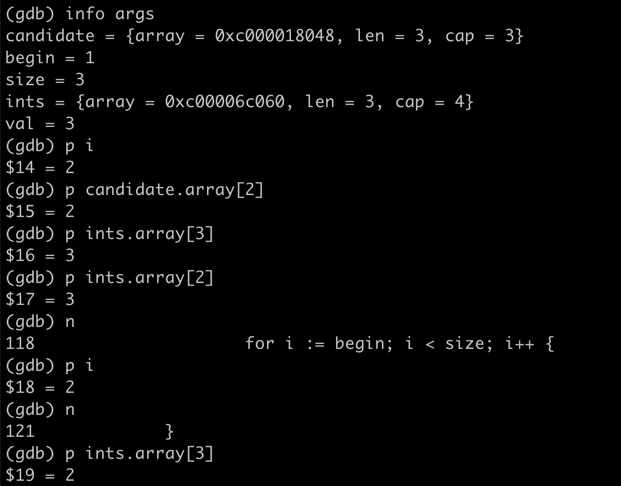 (gdb) info args
candidate = {array = 0xc000018048, len = 3, cap = 3}
begin = 1
size = 3
ints = {array = 0xc00006c060, len = 3, cap = 4}
val = 3
(gdb) p i
$14 = 2
(gdb) p candidate.array[2]
$15 = 2
(gdb) p ints.array[3]
$16 = 3
(gdb) p ints.array[2]
$17 = 3
(gdb) n
118                     for i := begin; i < size; i++ {
(gdb) p i
$18 = 2
(gdb) n
121             }
(gdb) p ints.array[3]
$19 = 2